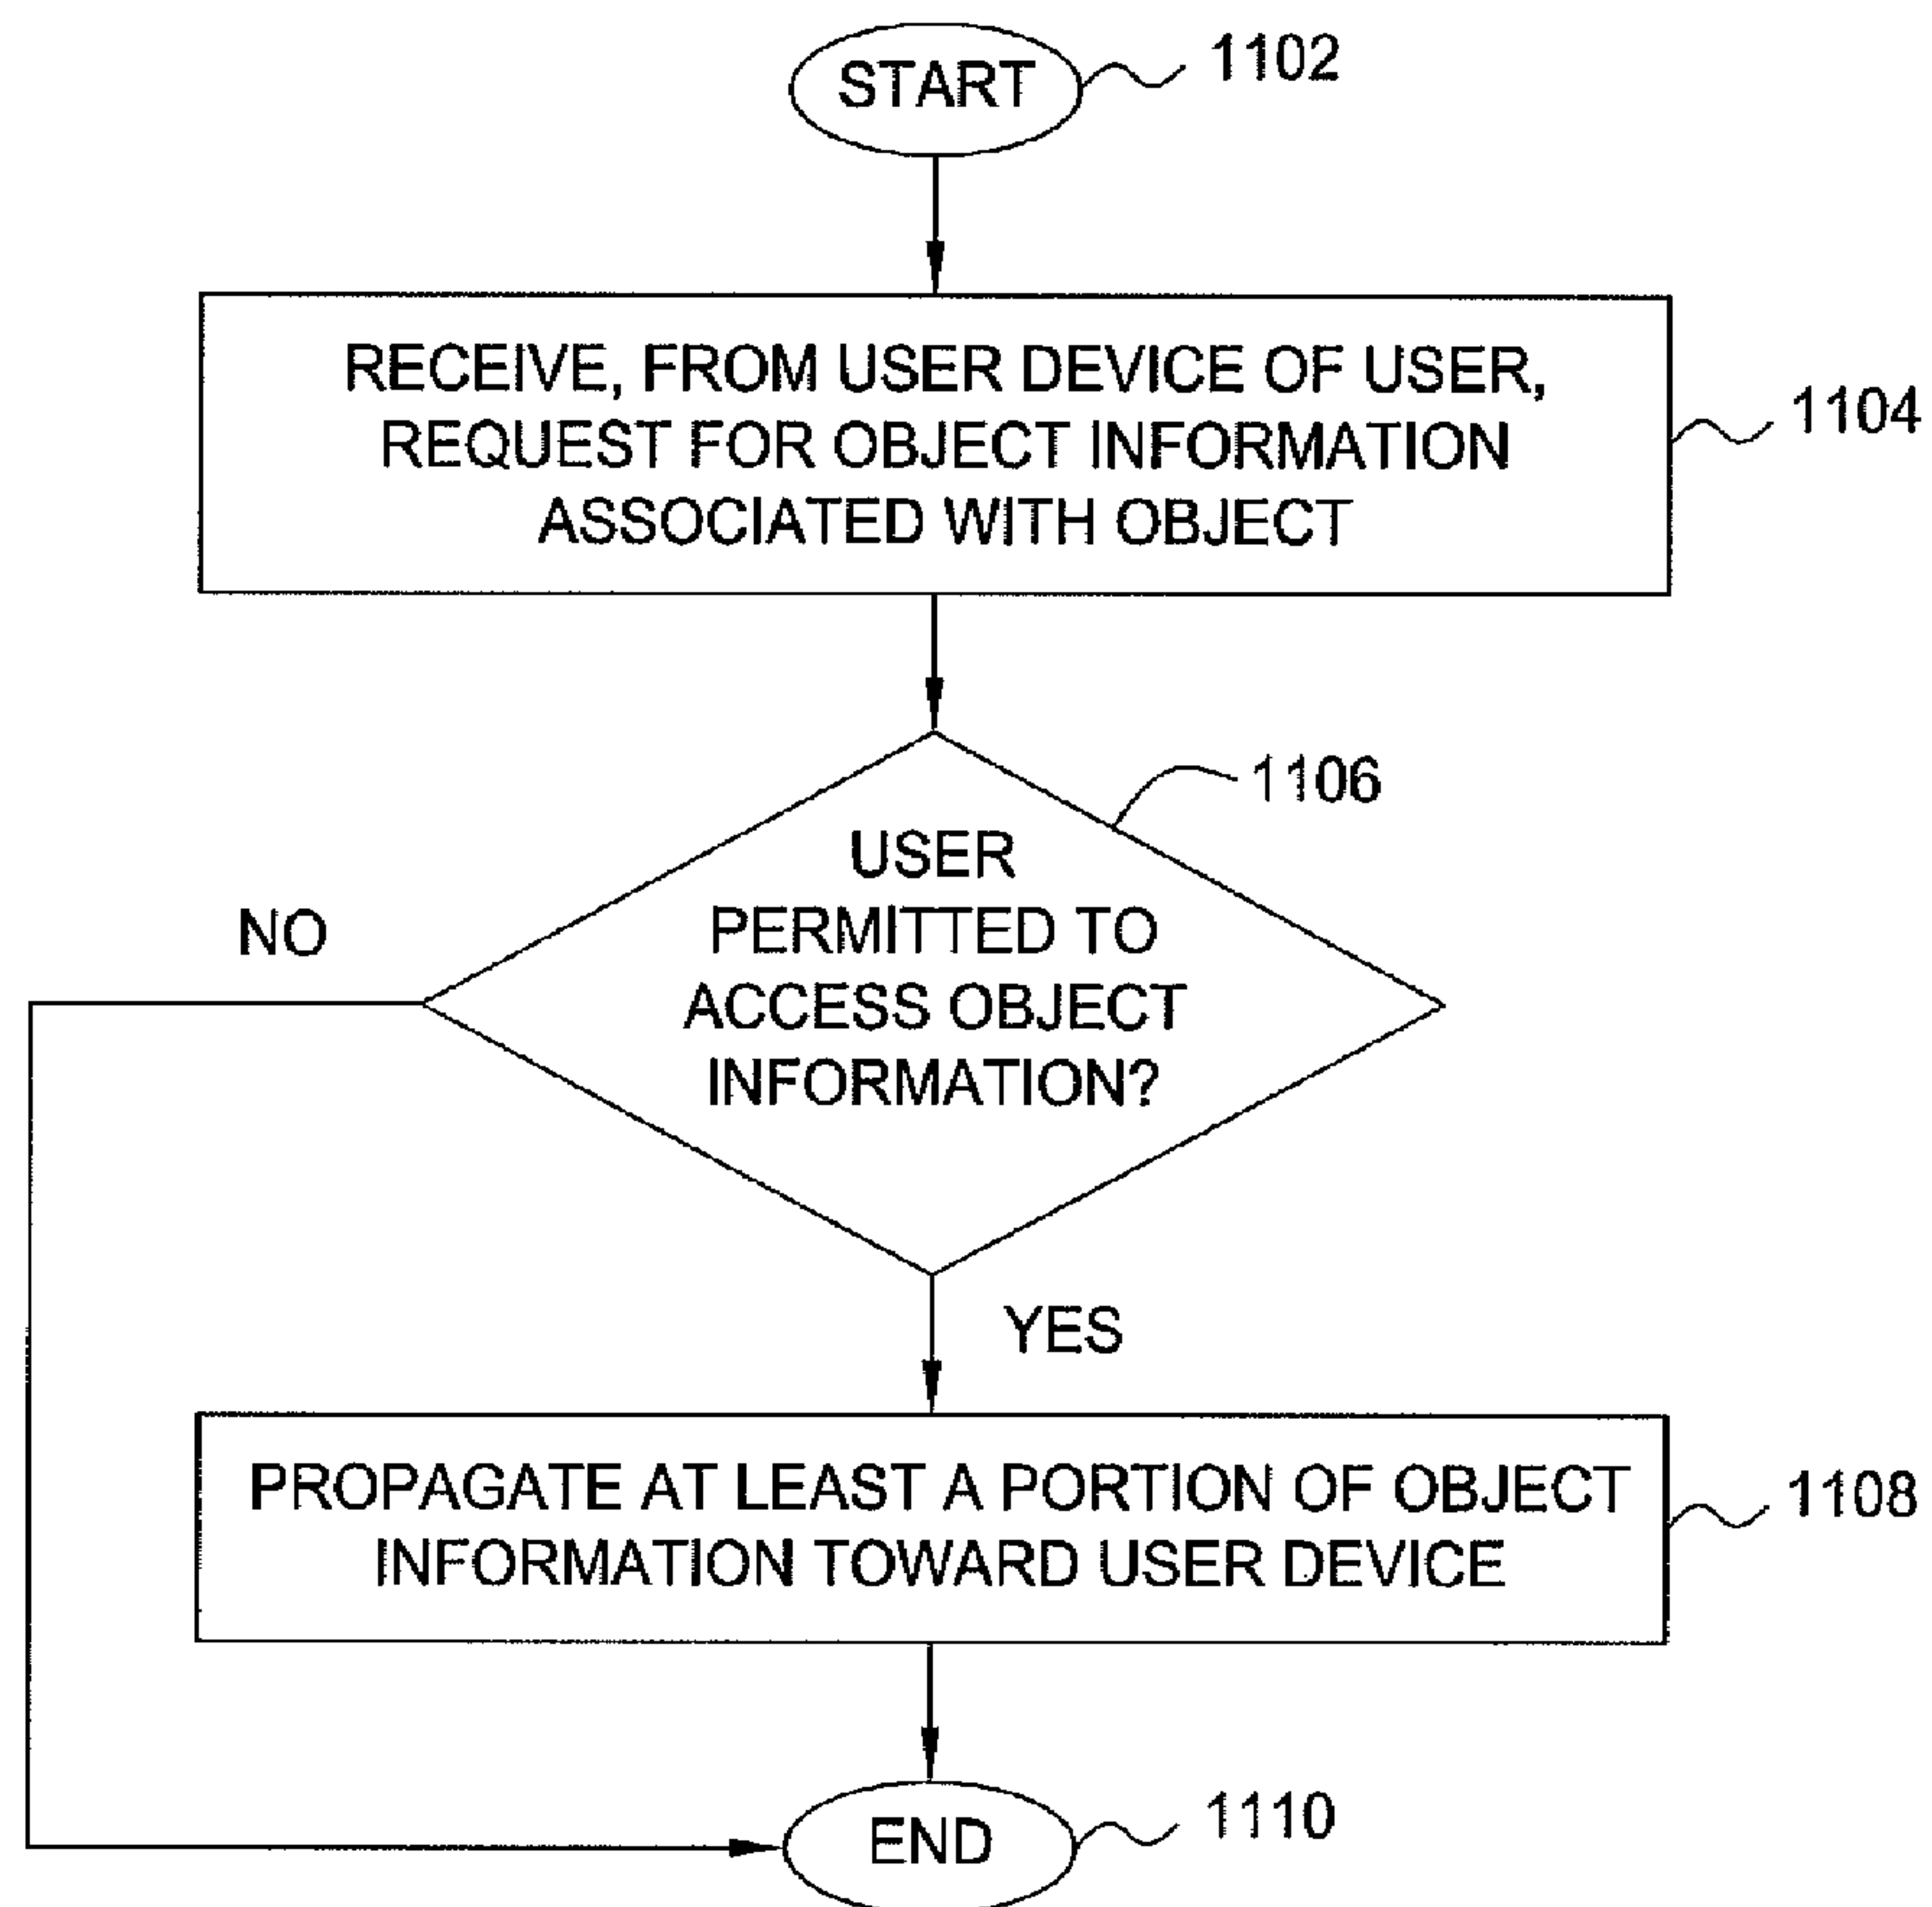 START
1102
RECEIVE, FROM USER DEVICE OF USER,
REQUEST FOR OBJECT INFORMATION
ASSOCIATED WITH OBJECT
1104
1106
USER
PERMITTED TO
ACCESS OBJECT
INFORMATION?
NO
YES
PROPAGATE AT LEAST A PORTION OF OBJECT
INFORMATION TOWARD USER DEVICE
1108
END
1110